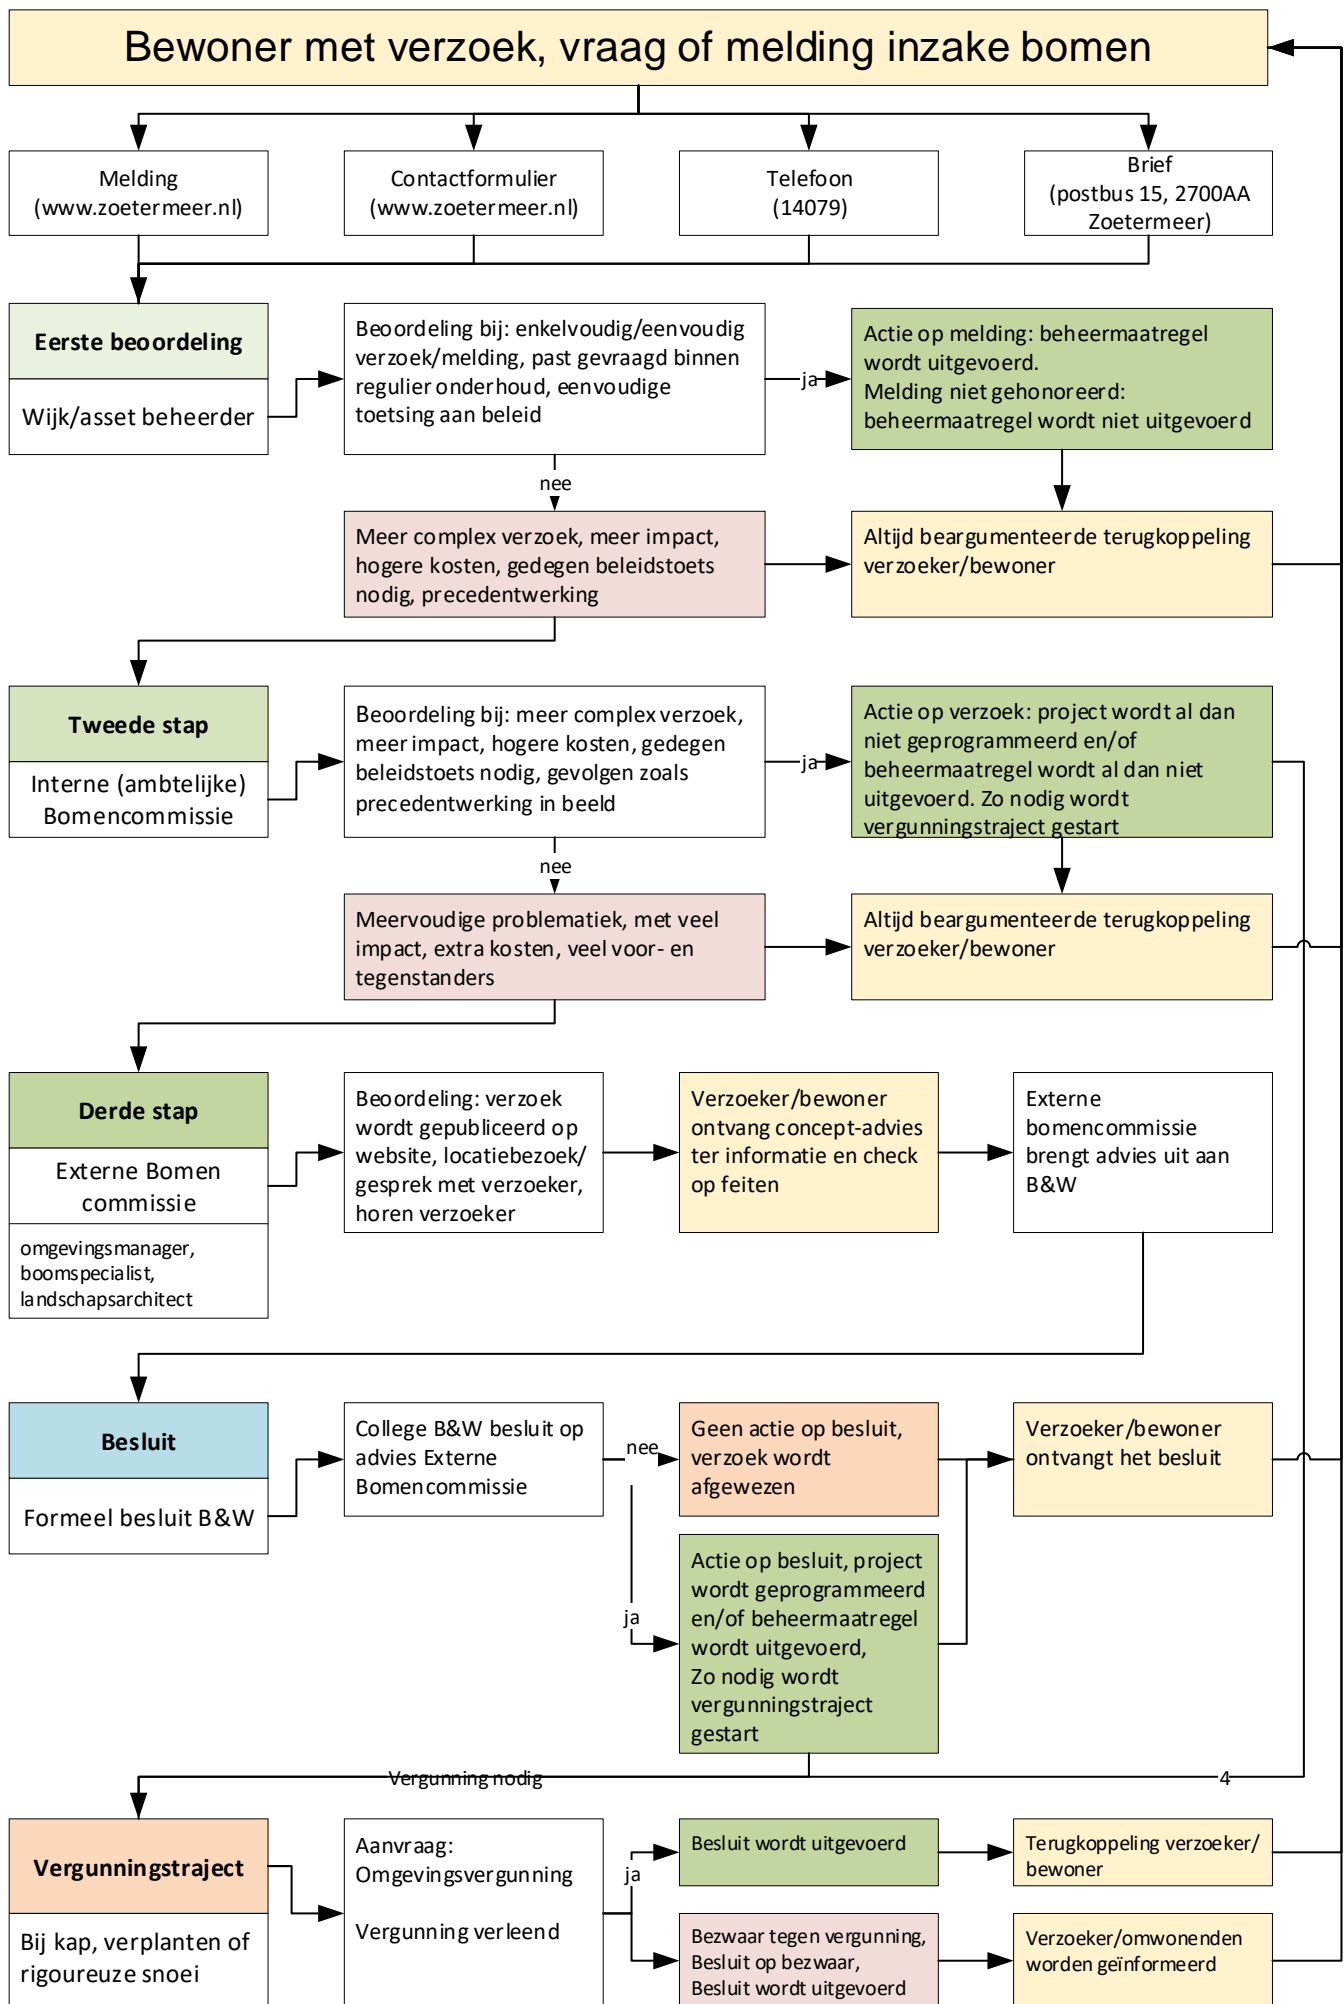 Bewoner met verzoek, vraag of melding inzake bomen
Melding
(www.zoetermeer.nl)
Contactformulier
(www.zoetermeer.nl)
Telefoon
(14079)
Brief
(postbus 15, 2700AA
Zoetermeer)
Eerste beoordeling
Wijk/asset beheerder
Beoordeling bij: enkelvoudig/eenvoudig
verzoek/melding, past gevraagd binnen
regulier onderhoud, eenvoudige
toetsing aan beleid
ja
Actie op melding: beheermaatregel
wordt uitgevoerd.
Melding niet gehonoreerd:
beheermaatregel wordt niet uitgevoerd
nee
Meer complex verzoek, meer impact,
hogere kosten, gedegen beleidstoets
nodig, precedentwerking
Altijd beargumenteerde terugkoppeling
verzoeker/bewoner
Tweede stap
Interne (ambtelijke)
Bomencommissie
Beoordeling bij: meer complex verzoek,
meer impact, hogere kosten, gedegen
beleidstoets nodig, gevolgen zoals
precedentwerking in beeld
ja
Actie op verzoek: project wordt al dan
niet geprogrammeerd en/of
beheermaatregel wordt al dan niet
uitgevoerd. Zo nodig wordt
vergunningstraject gestart
nee
Meervoudige problematiek, met veel
impact, extra kosten, veel voor- en
tegenstanders
Altijd beargumenteerde terugkoppeling
verzoeker/bewoner
Derde stap
Externe Bomen
commissie
omgevingsmanager,
boomspecialist,
landschapsarchitect
Beoordeling: verzoek
wordt gepubliceerd op
website, locatiebezoek/
gesprek met verzoeker,
horen verzoeker
Verzoeker/bewoner
ontvang concept-advies
ter informatie en check
op feiten
Externe
bomencommissie
brengt advies uit aan
B&W
Besluit
Formeel besluit B&W
College B&W besluit op
advies Externe
Bomencommissie
nee
Geen actie op besluit,
verzoek wordt
afgewezen
Verzoeker/bewoner
ontvangt het besluit
ja
Actie op besluit, project
wordt geprogrammeerd
en/of beheermaatregel
wordt uitgevoerd,
Zo nodig wordt
vergunningstraject
gestart
Vergunning nodig
4
Vergunningstraject
Bij kap, verplanten of
rigoureuze snoei
Aanvraag:
Omgevingsvergunning
Vergunning verleend
ja
Besluit wordt uitgevoerd
Terugkoppeling verzoeker/
bewoner
Bezwaar tegen vergunning,
Besluit op bezwaar,
Besluit wordt uitgevoerd
Verzoeker/omwonenden
worden geïnformeerd